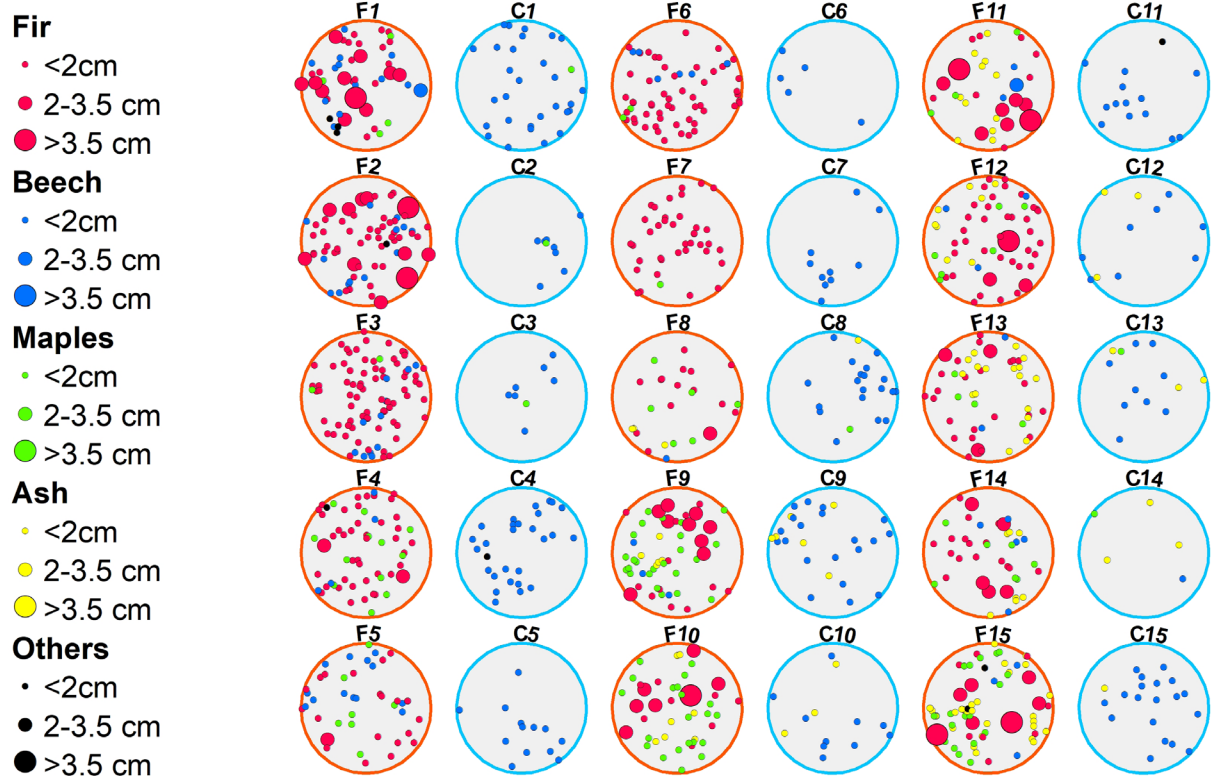 Fir
<2cm
2-3.5 cm
>3.5 cm
Beech
<2cm
2-3.5 cm
>3.5 cm
Maples
<2cm
2-3.5 cm
>3.5 cm
Ash
<2cm
2-3.5 cm
>3.5 cm
Others
<2cm
2-3.5 cm
>3.5 cm
F1 C1 F6 C6 F11 C11
F2 C2 F7 C7 F12 C12
F3 C3 F8 C8 F13 C13
F4 C4 F9 C9 F14 C14
F5 C5 F10 C10 F15 C15